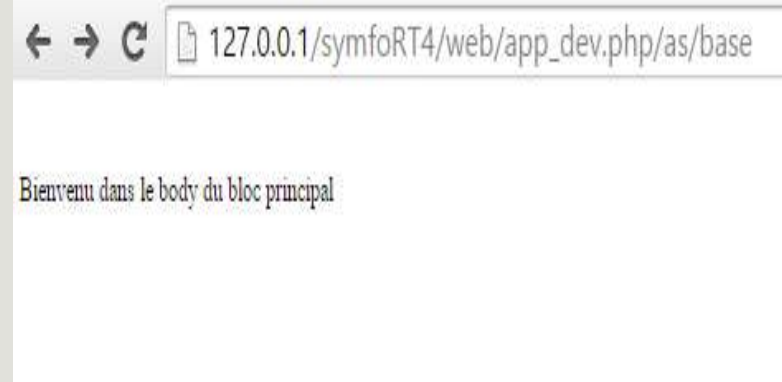 127.0.0.1/symfoRT4/web/app_dev.php/as/base
Bienvenu dans le body du bloc principal